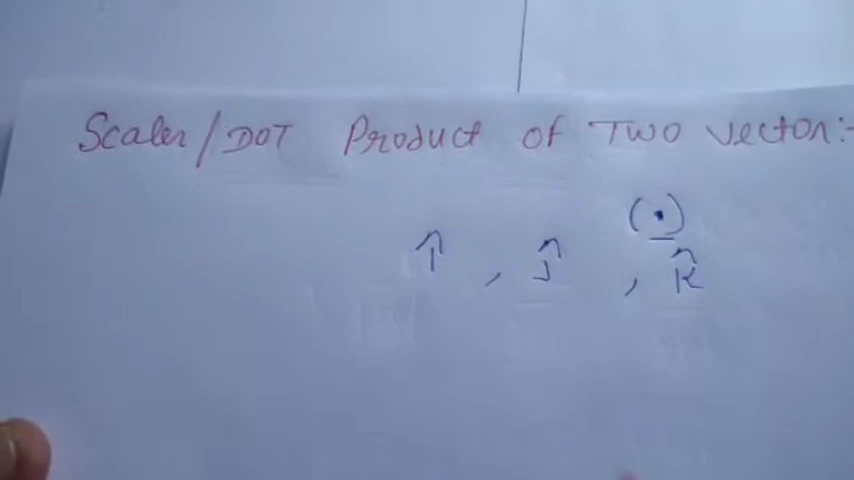 Scaler/DOT Product of Two vector:-
(•)
î , ĵ , k̂